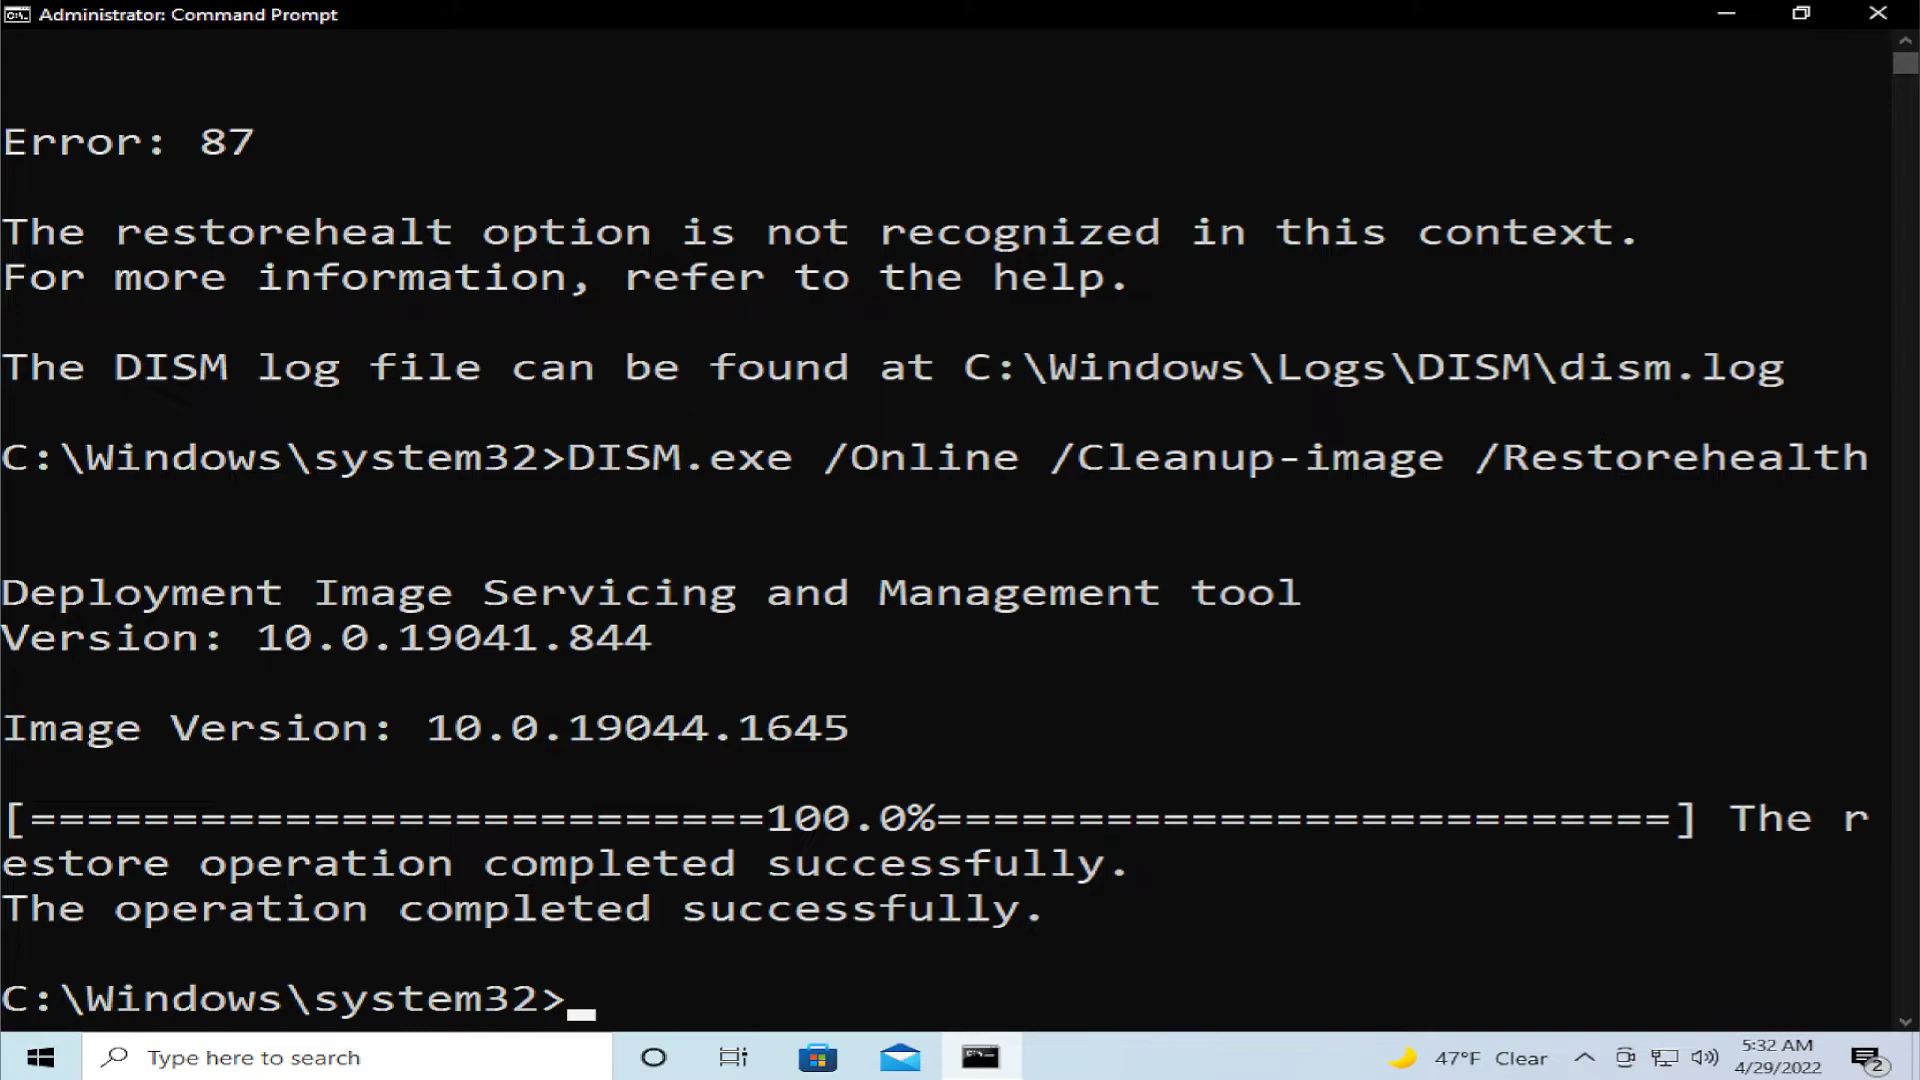 Administrator: Command Prompt
Error: 87
The restorehealt option is not recognized in this context.
For more information, refer to the help.
The DISM log file can be found at C:\Windows\Logs\DISM\dism.log
C:\Windows\system32>DISM.exe /Online /Cleanup-image /Restorehealth
Deployment Image Servicing and Management tool
Version: 10.0.19041.844
Image Version: 10.0.19044.1645
[==========================100.0%==========================] The r
estore operation completed successfully.
The operation completed successfully.
C:\Windows\system32>
Type here to search
47°F Clear
5:32 AM
4/29/2022
2